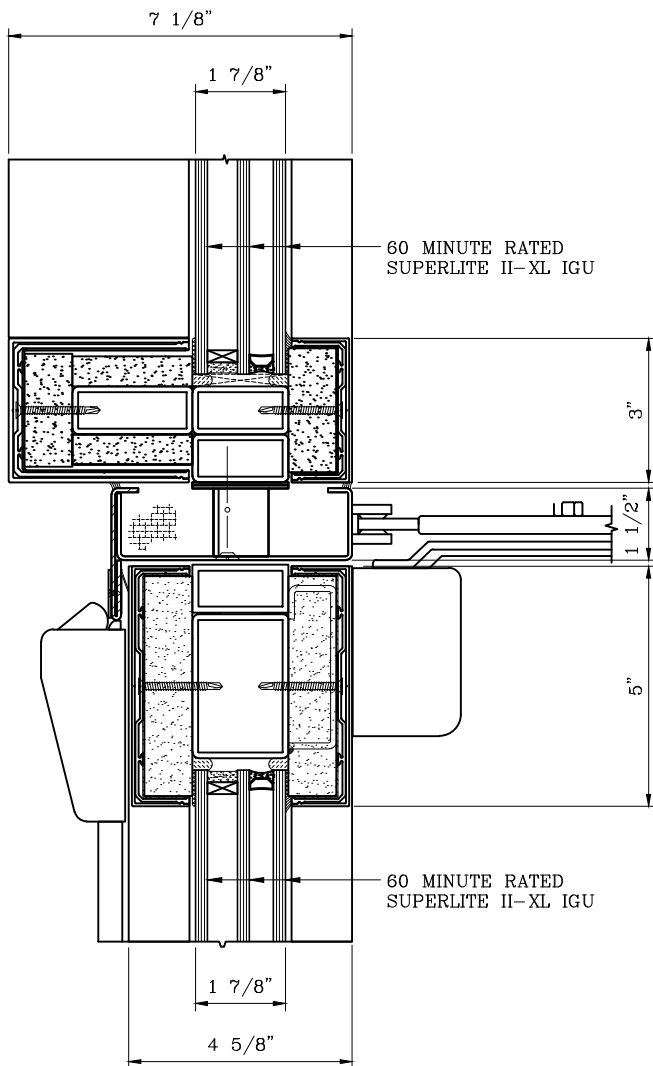 7 1/8”
1 7/8”
60 MINUTE RATED
SUPERLITE II-XL IGU
3”
1 1/2”
5”
60 MINUTE RATED
SUPERLITE II-XL IGU
1 7/8”
4 5/8”